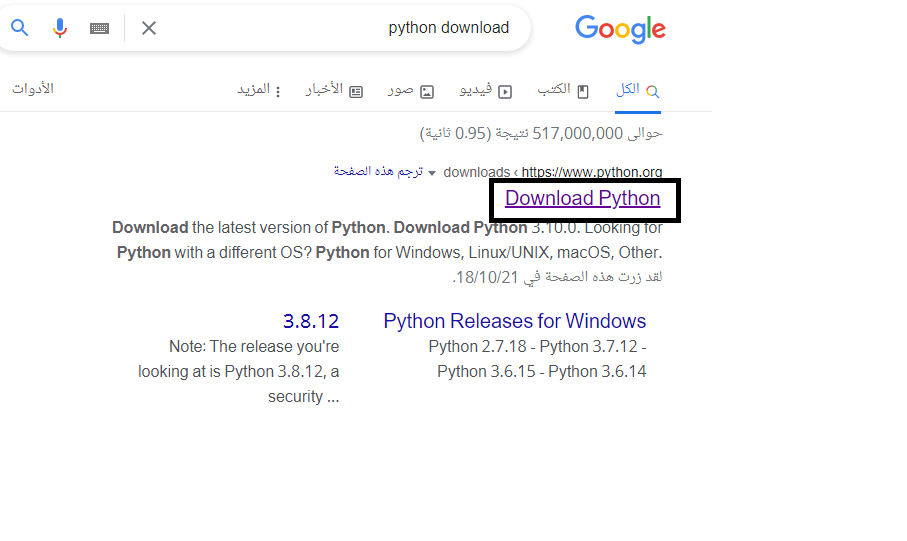 Google
python download
الكل
الكتب
فيديو
صور
الأخبار
المزيد
الأدوات
حوالى 517,000,000 نتيجة (0.95 ثانية)
https://www.python.org › downloads ترجم هذه الصفحة
Download Python
Download the latest version of Python. Download Python 3.10.0. Looking for
Python with a different OS? Python for Windows, Linux/UNIX, macOS, Other.
لقد زرت هذه الصفحة في 18/10/21.
Python Releases for Windows
Python 2.7.18 - Python 3.7.12 -
Python 3.6.15 - Python 3.6.14
3.8.12
Note: The release you're
looking at is Python 3.8.12, a
security ...